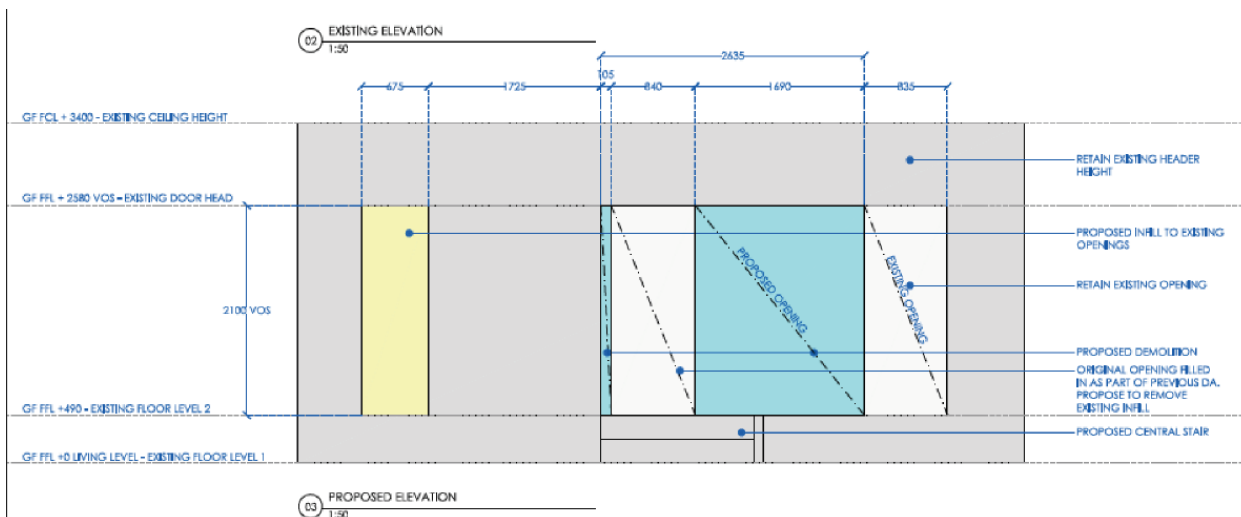 02 EXISTING ELEVATION
1:50
2635
105
675
1725
840
1690
835
GF FCL + 3400 - EXISTING CEILING HEIGHT
RETAIN EXISTING HEADER
HEIGHT
GF FFL + 2580 VOS - EXISTING DOOR HEAD
PROPOSED INFILL TO EXISTING
OPENINGS
PROPOSED OPENING
EXISTING OPENING
RETAIN EXISTING OPENING
2100 VOS
PROPOSED DEMOLITION
ORIGINAL OPENING FILLED
IN AS PART OF PREVIOUS DA.
PROPOSE TO REMOVE
EXISTING INFILL
GF FFL +490 - EXISTING FLOOR LEVEL 2
PROPOSED CENTRAL STAIR
GF FFL +0 LIVING LEVEL - EXISTING FLOOR LEVEL 1
03 PROPOSED ELEVATION
1:50